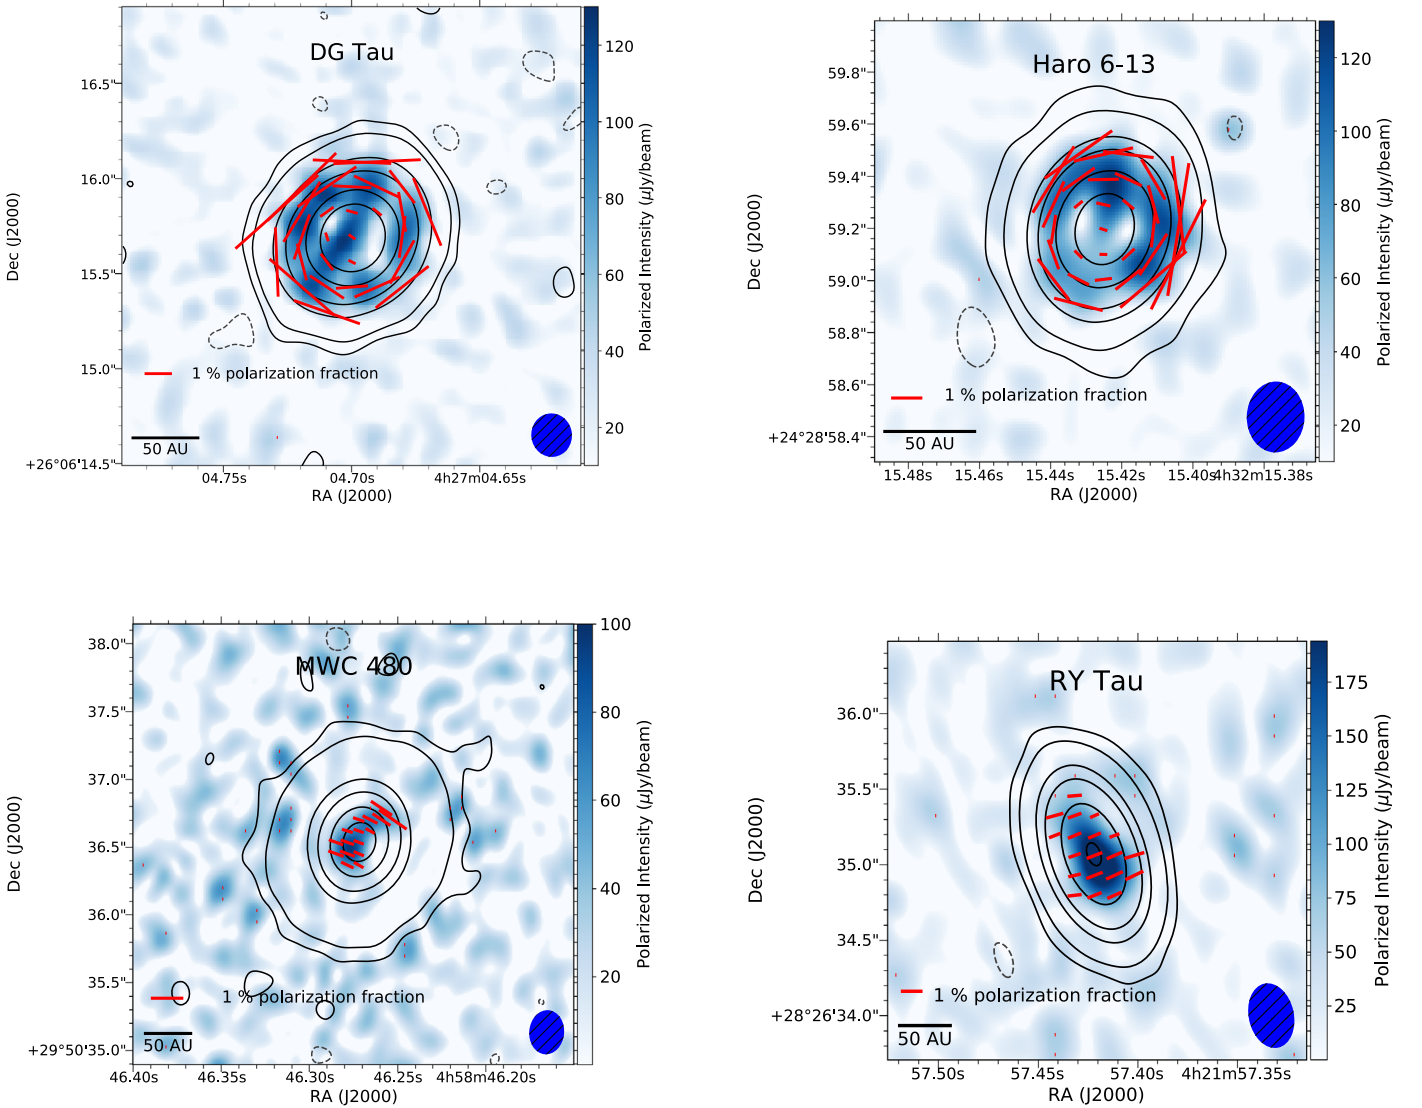 DG Tau
16.5"
16.0"
15.5"
15.0"
+26°06'14.5"
Dec (J2000)
1 % polarization fraction
50 AU
04.75s
04.70s
4h27m04.65s
RA (J2000)
120
100
80
60
40
20
Polarized Intensity (μJy/beam)
Haro 6-13
59.8"
59.6"
59.4"
59.2"
59.0"
58.8"
58.6"
+24°28'58.4"
Dec (J2000)
1 % polarization fraction
50 AU
15.48s
15.46s
15.44s
15.42s
15.40s
4h32m15.38s
RA (J2000)
120
100
80
60
40
20
Polarized Intensity (μJy/beam)
MWC 480
38.0"
37.5"
37.0"
36.5"
36.0"
35.5"
+29°50'35.0"
Dec (J2000)
1 % polarization fraction
50 AU
46.40s
46.35s
46.30s
46.25s
4h58m46.20s
RA (J2000)
100
80
60
40
20
Polarized Intensity (μJy/beam)
RY Tau
36.0"
35.5"
35.0"
34.5"
+28°26'34.0"
Dec (J2000)
1 % polarization fraction
50 AU
57.50s
57.45s
57.40s
4h21m57.35s
RA (J2000)
175
150
125
100
75
50
25
Polarized Intensity (μJy/beam)